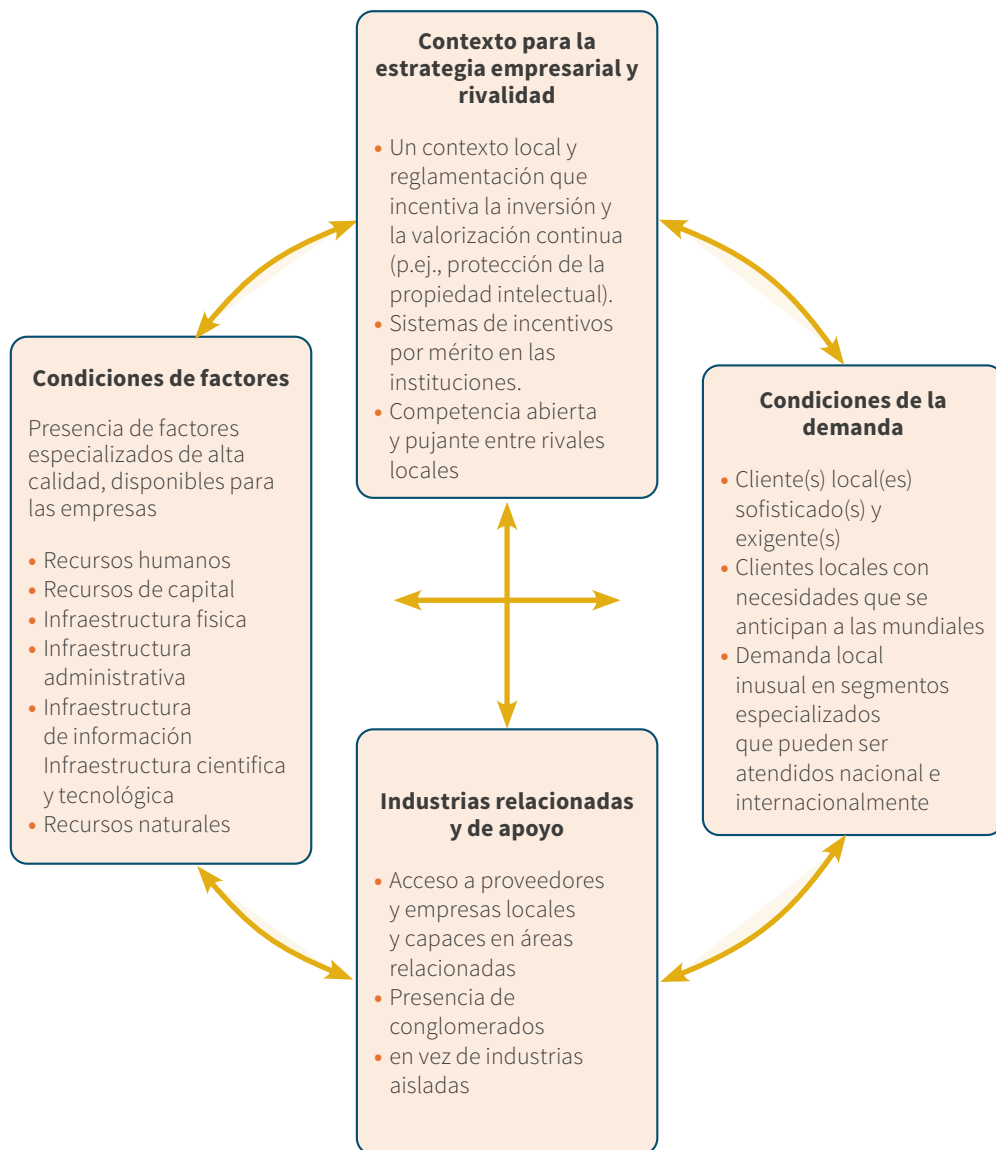 Contexto para la
estrategia empresarial y
rivalidad
• Un contexto local y
reglamentación que
incentiva la inversión y
la valorización continua
(p.ej., protección de la
propiedad intelectual).
• Sistemas de incentivos
por mérito en las
instituciones.
• Competencia abierta
y pujante entre rivales
locales
Condiciones de factores
Presencia de factores
especializados de alta
calidad, disponibles para
las empresas
• Recursos humanos
• Recursos de capital
• Infraestructura fisica
• Infraestructura
administrativa
• Infraestructura
de información
Infraestructura cientifica
y tecnológica
• Recursos naturales
Condiciones de la
demanda
• Cliente(s) local(es)
sofisticado(s) y
exigente(s)
• Clientes locales con
necesidades que se
anticipan a las mundiales
• Demanda local
inusual en segmentos
especializados
que pueden ser
atendidos nacional e
internacionalmente
Industrias relacionadas
y de apoyo
• Acceso a proveedores
y empresas locales
y capaces en áreas
relacionadas
• Presencia de
conglomerados
• en vez de industrias
aisladas